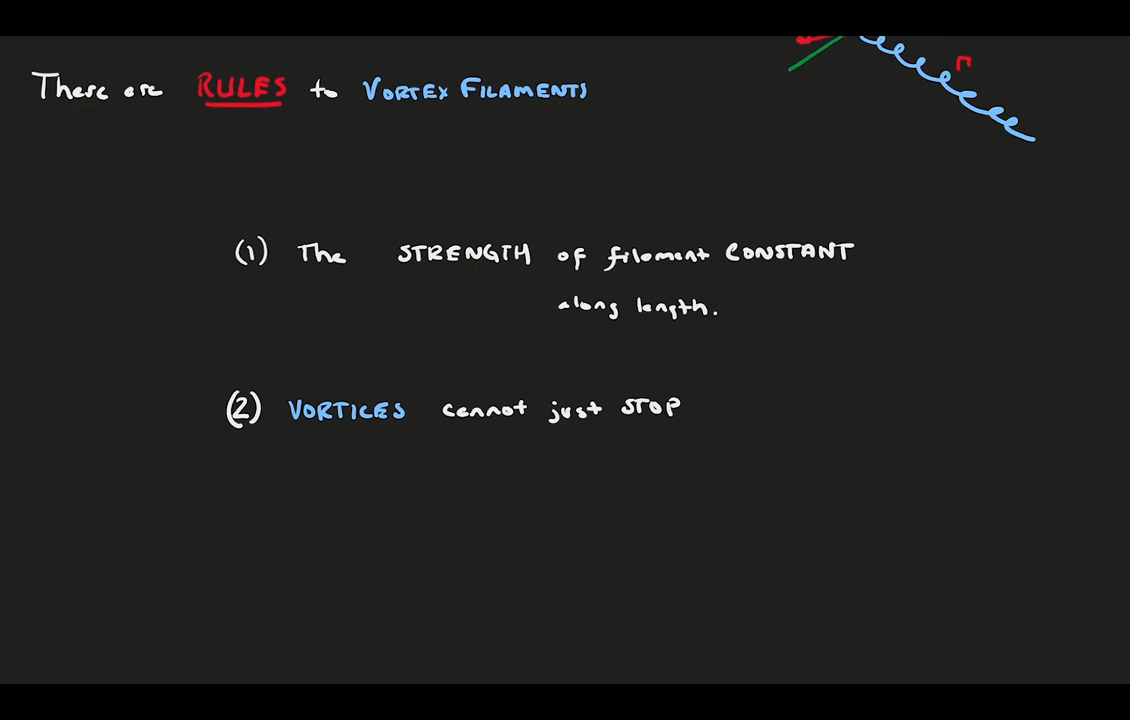 There are RULES to VORTEX FILAMENTS
Γ
(1) The STRENGTH of filament CONSTANT
along length.
(2) VORTICES cannot just STOP